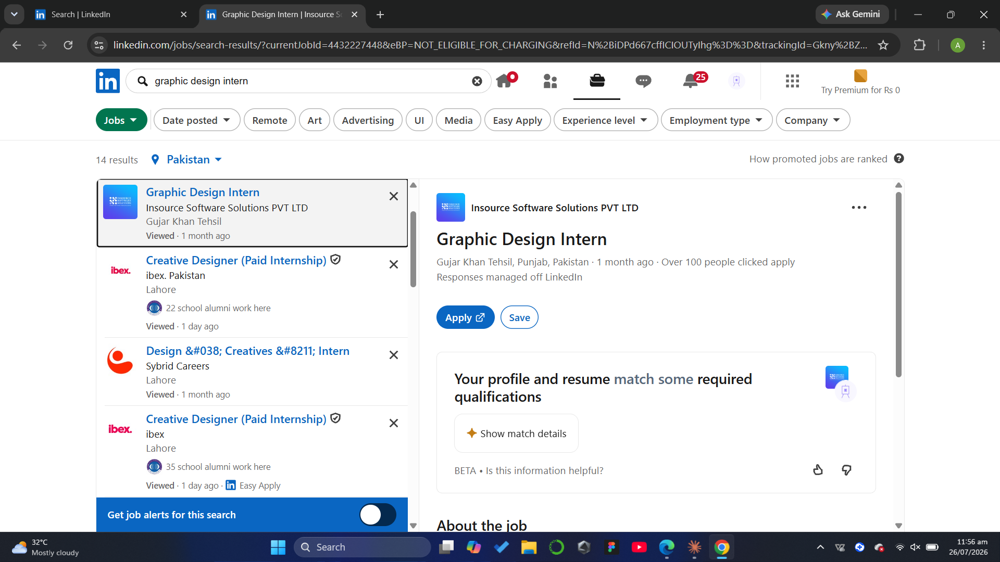 Search | LinkedIn
Graphic Design Intern | Insource S
Ask Gemini
linkedin.com/jobs/search-results/?currentJobId=4432227448&eBP=NOT_ELIGIBLE_FOR_CHARGING&refId=N%2BiDPd667cffICIOUTyIhg%3D%3D&trackingId=Gkny%2BZ...
A
in
graphic design intern
25
Try Premium for Rs 0
Jobs
Date posted
Remote
Art
Advertising
UI
Media
Easy Apply
Experience level
Employment type
Company
14 results
Pakistan
How promoted jobs are ranked
Graphic Design Intern
Insource Software Solutions PVT LTD
Gujar Khan Tehsil
Viewed · 1 month ago
ibex.
Creative Designer (Paid Internship)
ibex. Pakistan
Lahore
22 school alumni work here
Viewed · 1 day ago
Design &#038; Creatives &#8211; Intern
Sybrid Careers
Lahore
Viewed · 1 month ago
ibex.
Creative Designer (Paid Internship)
ibex
Lahore
35 school alumni work here
Viewed · 1 day ago · in Easy Apply
Get job alerts for this search
Insource Software Solutions PVT LTD
Graphic Design Intern
Gujar Khan Tehsil, Punjab, Pakistan · 1 month ago · Over 100 people clicked apply
Responses managed off LinkedIn
Apply
Save
Your profile and resume match some required
qualifications
Show match details
BETA • Is this information helpful?
About the job
32°C
Mostly cloudy
Search
11:56 am
26/07/2026